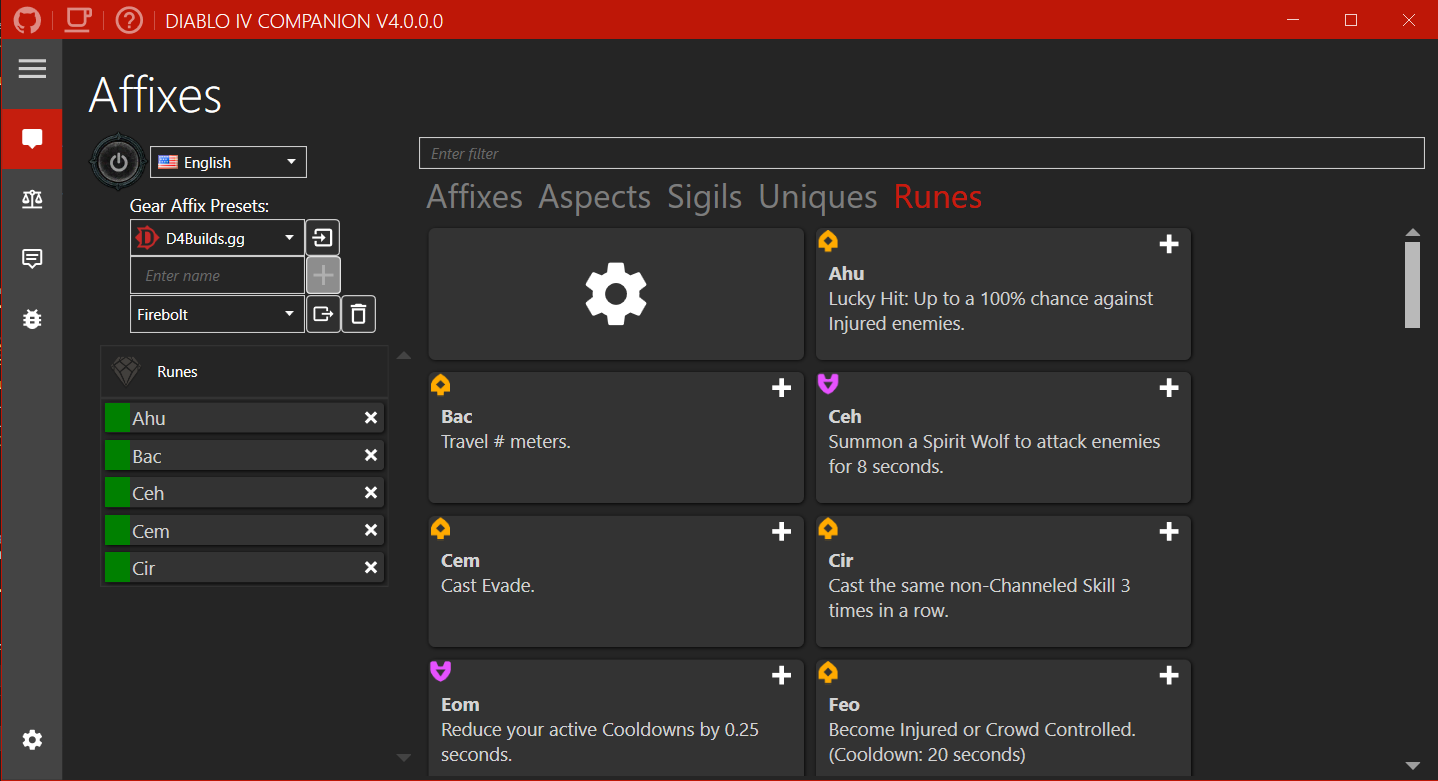 DIABLO IV COMPANION V4.0.0.0
Affixes
English
Gear Affix Presets:
D4Builds.gg
Enter name
Firebolt
Runes
Ahu
Bac
Ceh
Cem
Cir
Enter filter
Affixes Aspects Sigils Uniques Runes
Ahu
Lucky Hit: Up to a 100% chance against
Injured enemies.
Bac
Travel # meters.
Ceh
Summon a Spirit Wolf to attack enemies
for 8 seconds.
Cem
Cast Evade.
Cir
Cast the same non-Channeled Skill 3
times in a row.
Eom
Reduce your active Cooldowns by 0.25
seconds.
Feo
Become Injured or Crowd Controlled.
(Cooldown: 20 seconds)